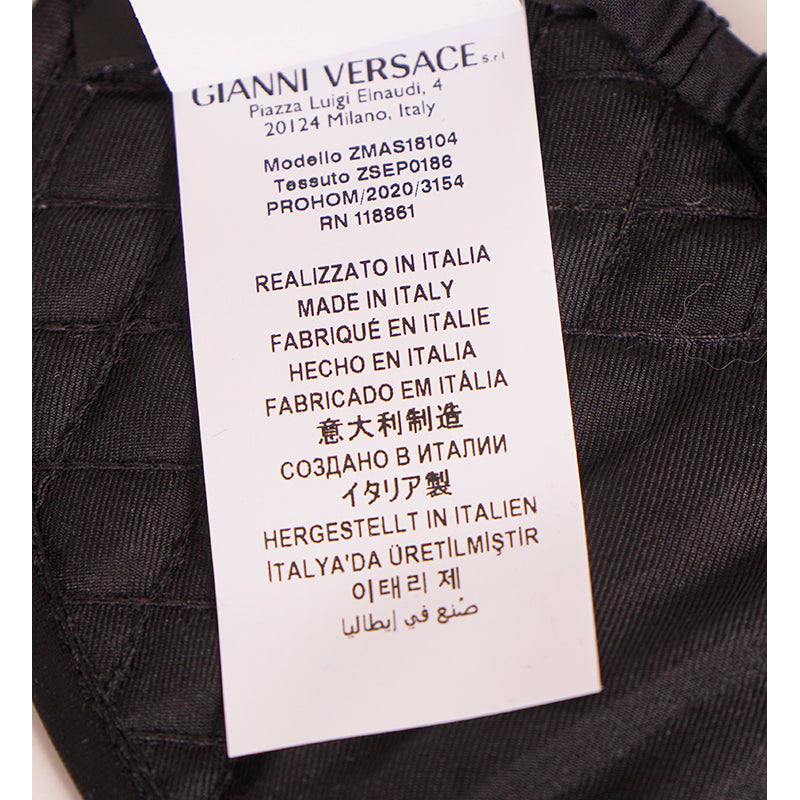 GIANNI VERSACE S.r.l
Piazza Luigi Einaudi, 4
20124 Milano, Italy
Modello ZMAS18104
Tessuto ZSEP0186
PROHOM/2020/3154
RN 118861
REALIZZATO IN ITALIA
MADE IN ITALY
FABRIQUÉ EN ITALIE
HECHO EN ITALIA
FABRICADO EM ITÁLIA
意大利制造
СОЗДАНО В ИТАЛИИ
イタリア製
HERGESTELLT IN ITALIEN
İTALYA'DA ÜRETİLMİŞTİR
이태리 제
صُنع في إيطاليا